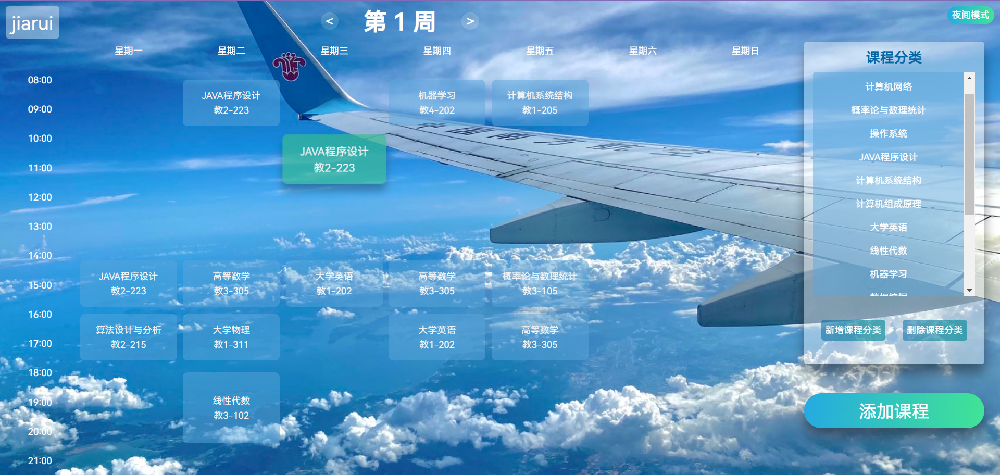 jiarui
<
第 1 周
>
夜间模式
星期一
星期二
星期三
星期四
星期五
星期六
星期日
08:00
09:00
10:00
11:00
12:00
13:00
14:00
15:00
16:00
17:00
18:00
19:00
20:00
21:00
JAVA程序设计
教2-223
机器学习
教4-202
计算机系统结构
教1-205
JAVA程序设计
教2-223
中国南方航空
JAVA程序设计
教2-223
高等数学
教3-305
大学英语
教1-202
高等数学
教3-305
概率论与数理统计
教3-105
算法设计与分析
教2-215
大学物理
教1-311
大学英语
教1-202
高等数学
教3-305
线性代数
教3-102
课程分类
计算机网络
概率论与数理统计
操作系统
JAVA程序设计
计算机系统结构
计算机组成原理
大学英语
线性代数
机器学习
数据挖掘
新增课程分类
删除课程分类
添加课程